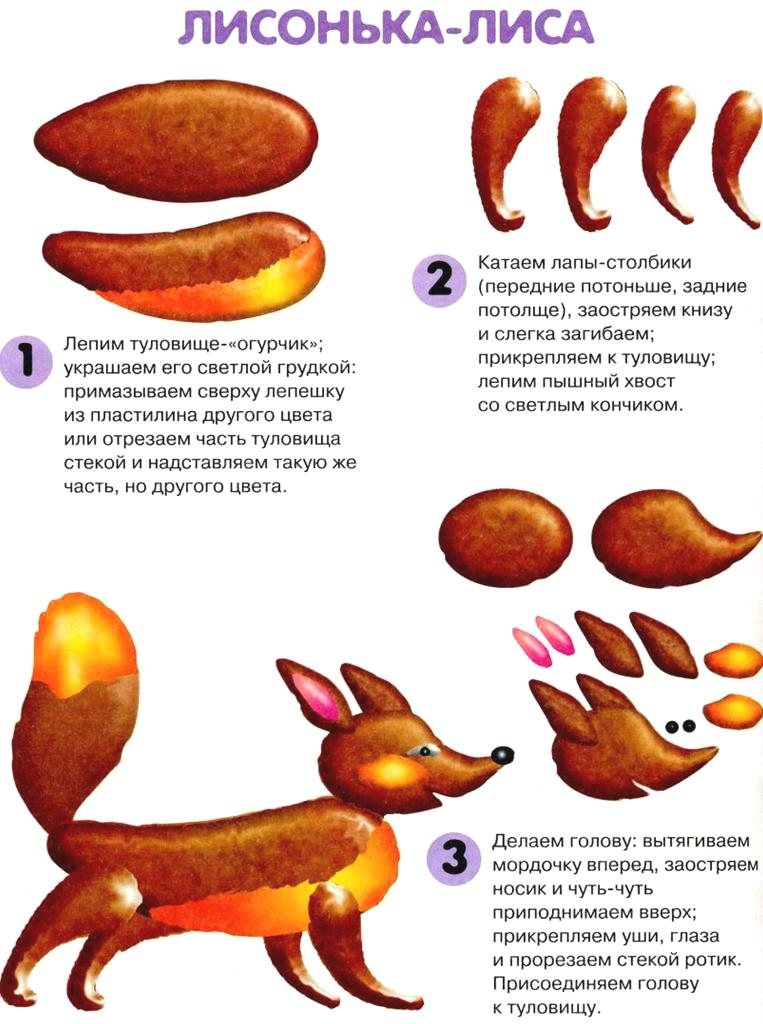 ЛИСОНЬКА-ЛИСА
1
Лепим туловище-«огурчик»;
украшаем его светлой грудкой:
примазываем сверху лепешку
из пластилина другого цвета
или отрезаем часть туловища
стекой и надставляем такую же
часть, но другого цвета.
2
Катаем лапы-столбики
(передние потоньше, задние
потолще), заостряем книзу
и слегка загибаем;
прикрепляем к туловищу;
лепим пышный хвост
со светлым кончиком.
3
Делаем голову: вытягиваем
мордочку вперед, заостряем
носик и чуть-чуть
приподнимаем вверх;
прикрепляем уши, глаза
и прорезаем стекой ротик.
Присоединяем голову
к туловищу.